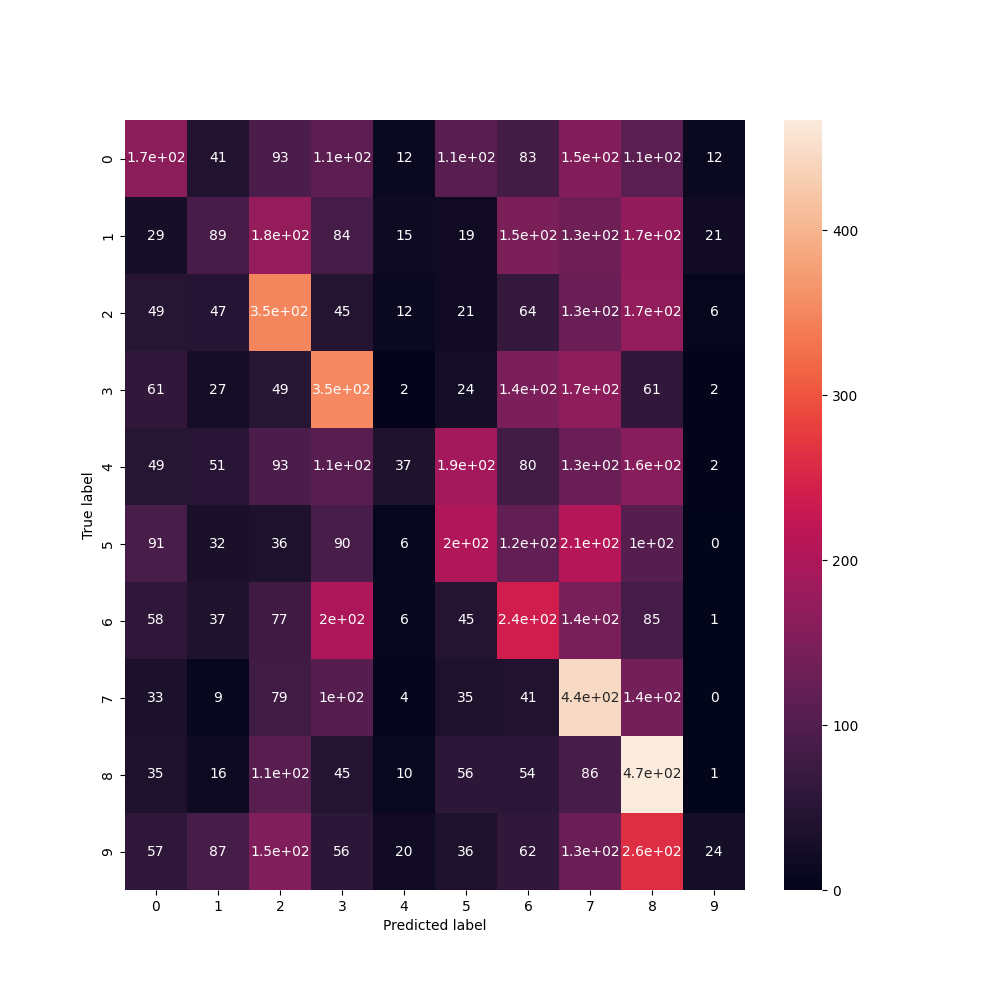 0 1.7e+02 41 93 1.1e+02 12 1.1e+02 83 1.5e+02 1.1e+02 12
1 29 89 1.8e+02 84 15 19 1.5e+02 1.3e+02 1.7e+02 21
400
2 49 47 3.5e+02 45 12 21 64 1.3e+02 1.7e+02 6
3 61 27 49 3.5e+02 2 24 1.4e+02 1.7e+02 61 2
300
4 49 51 93 1.1e+02 37 1.9e+02 80 1.3e+02 1.6e+02 2
True label
5 91 32 36 90 6 2e+02 1.2e+02 2.1e+02 1e+02 0
200
6 58 37 77 2e+02 6 45 2.4e+02 1.4e+02 85 1
7 33 9 79 1e+02 4 35 41 4.4e+02 1.4e+02 0
100
8 35 16 1.1e+02 45 10 56 54 86 4.7e+02 1
9 57 87 1.5e+02 56 20 36 62 1.3e+02 2.6e+02 24
0
0 1 2 3 4 5 6 7 8 9
Predicted label